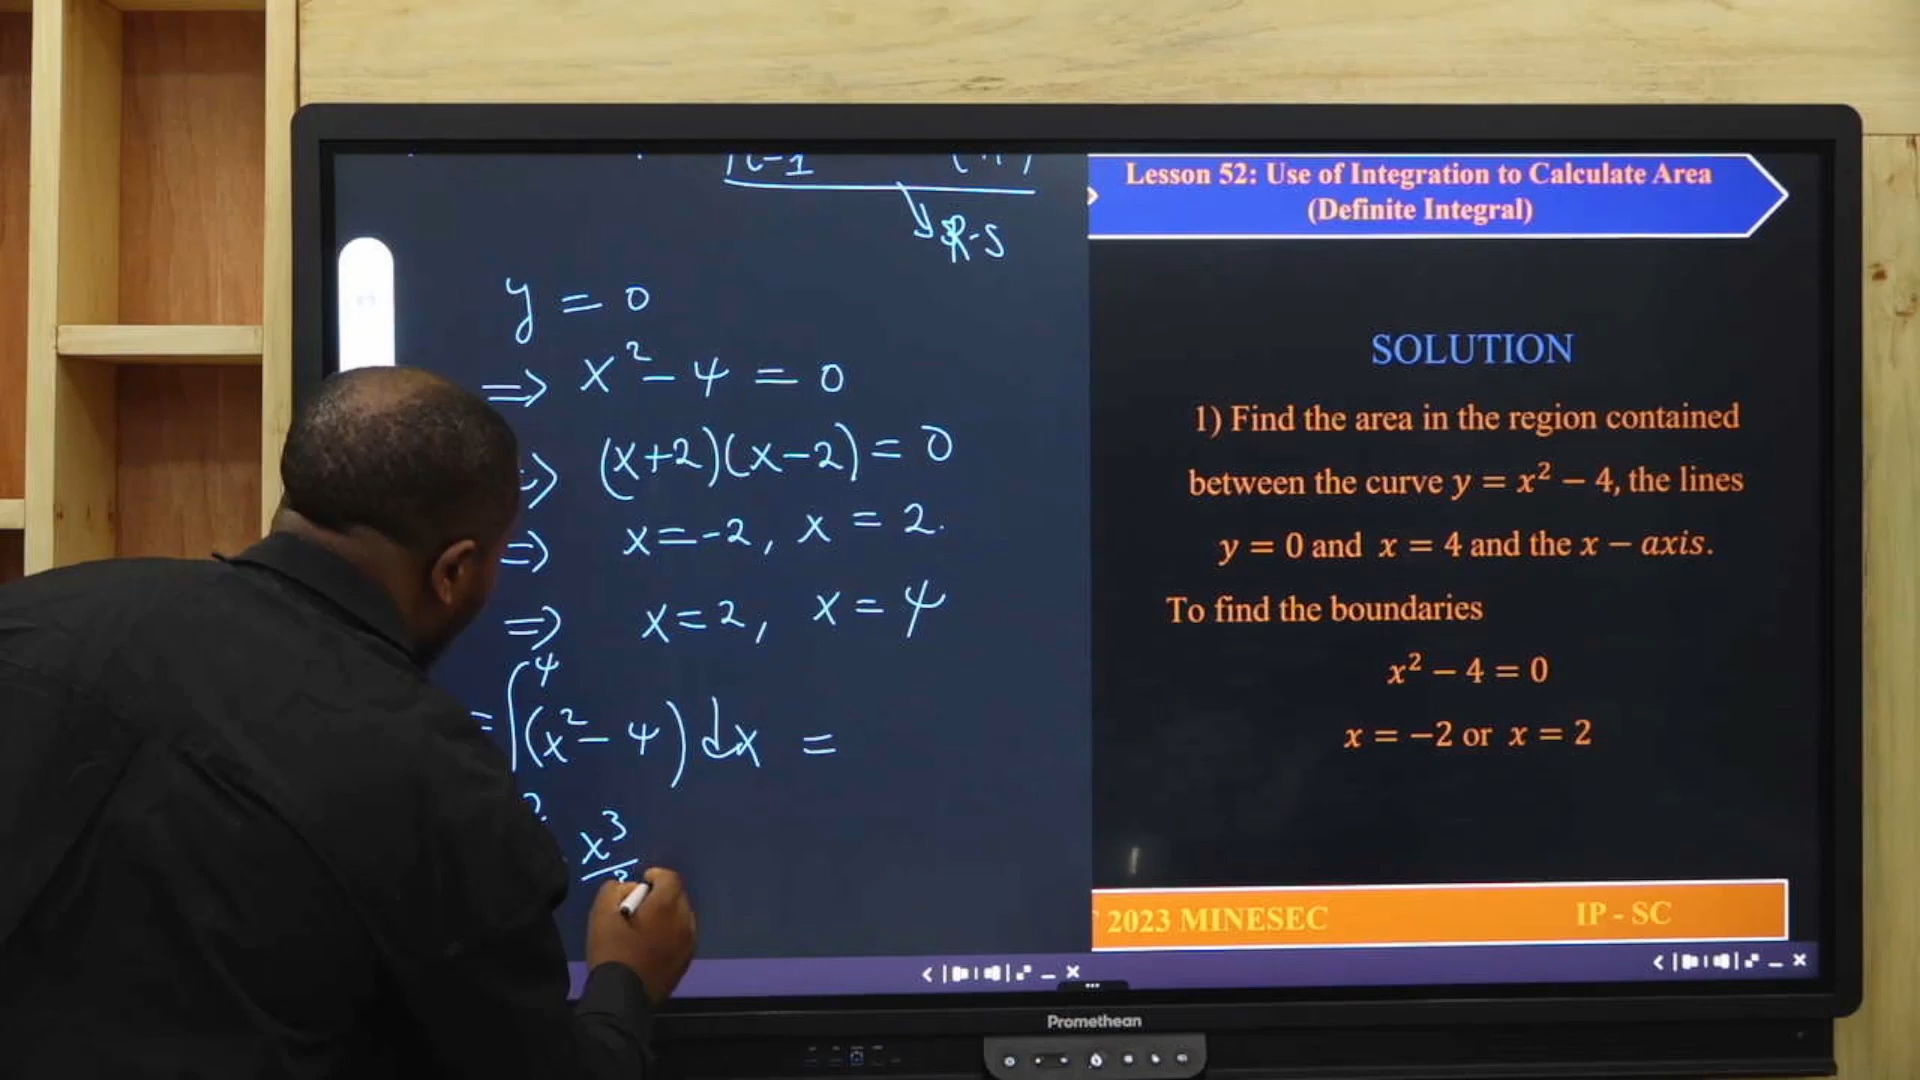 R-S
y = 0
=> x² - 4 = 0
=> (x+2)(x-2) = 0
=> x=-2, x = 2.
=> x=2, x=4
= ∫⁴ (x² - 4) dx =
x³
Lesson 52: Use of Integration to Calculate Area
(Definite Integral)
SOLUTION
1) Find the area in the region contained
between the curve y = x² − 4, the lines
y = 0 and x = 4 and the x − axis.
To find the boundaries
x² − 4 = 0
x = −2 or x = 2
2023 MINESEC
IP - SC
Promethean